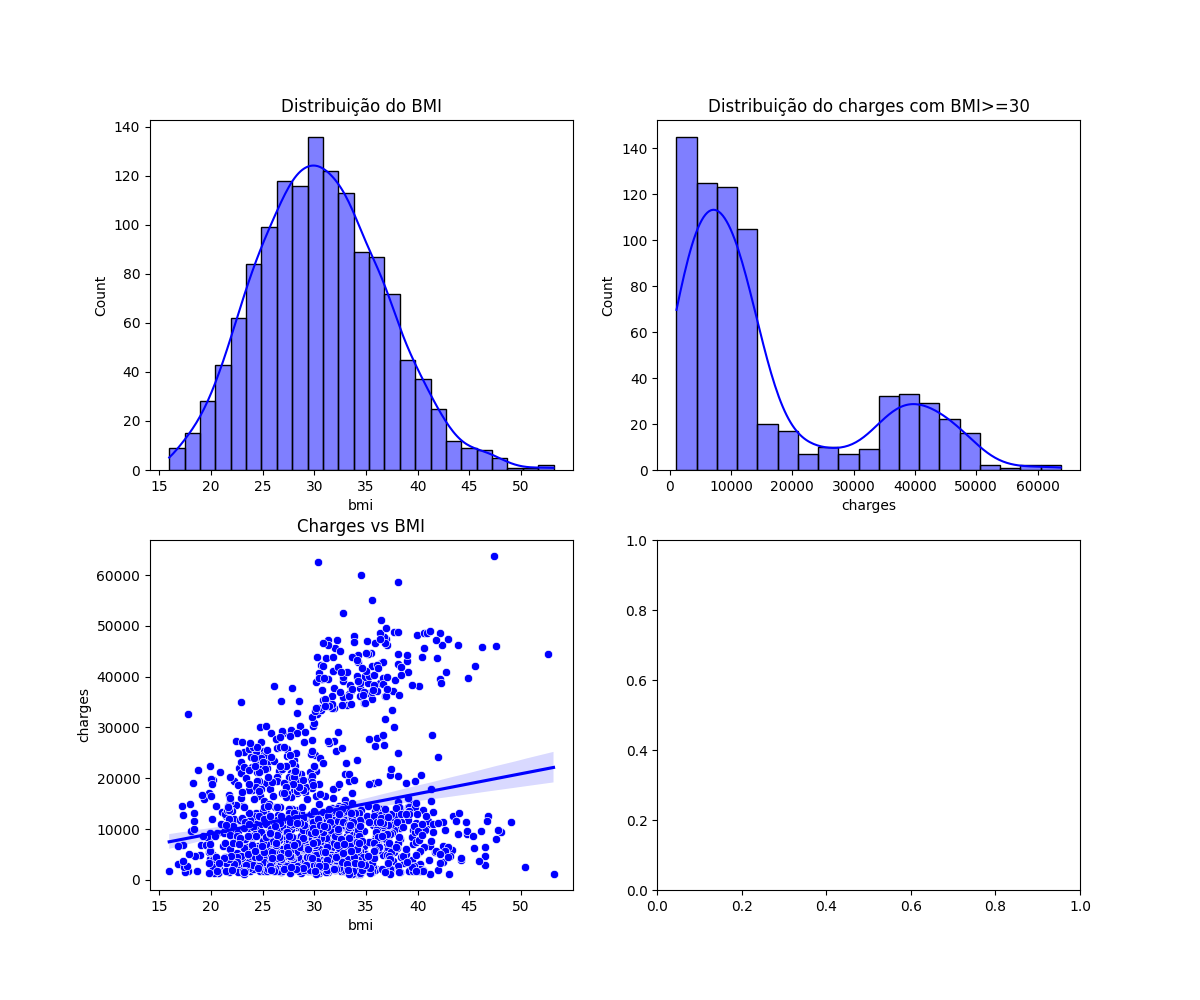 Distribuição do BMI
140
120
100
80
60
40
20
0
Count
15 20 25 30 35 40 45 50
bmi
Distribuição do charges com BMI>=30
140
120
100
80
60
40
20
0
Count
0 10000 20000 30000 40000 50000 60000
charges
Charges vs BMI
60000
50000
40000
30000
20000
10000
0
charges
15 20 25 30 35 40 45 50
bmi
1.0
0.8
0.6
0.4
0.2
0.0
0.0 0.2 0.4 0.6 0.8 1.0